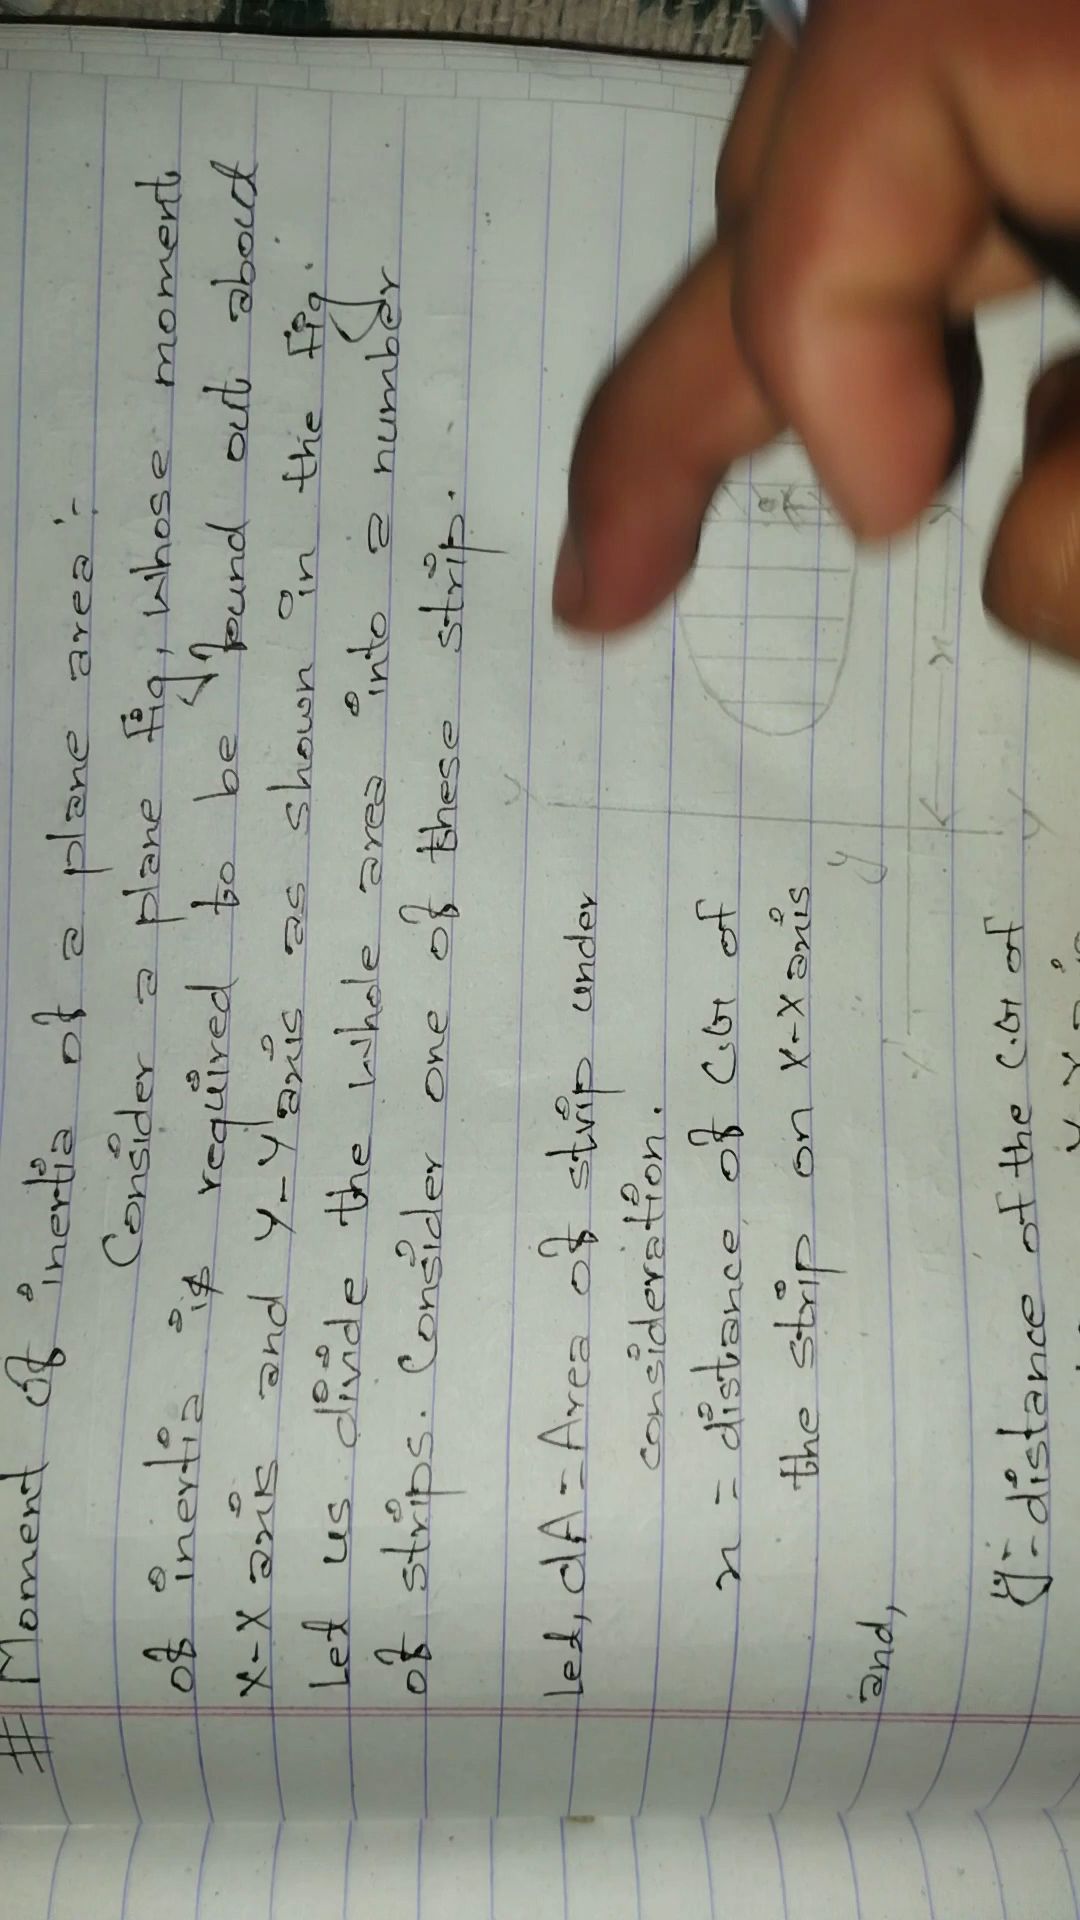 # Moment of inertia of a plane area :-
Consider a plane fig, whose moment
of inertia is required to be found out about
X-X axis and Y-Y axis as shown in the fig.
Let us divide the whole area into a number
of strips. Consider one of these strip.
Let, dA = Area of strip under
consideration.
x = distance of C.G of
the strip on X-X axis
and,
y = distance of the C.G of
Y
x
y
X
Y